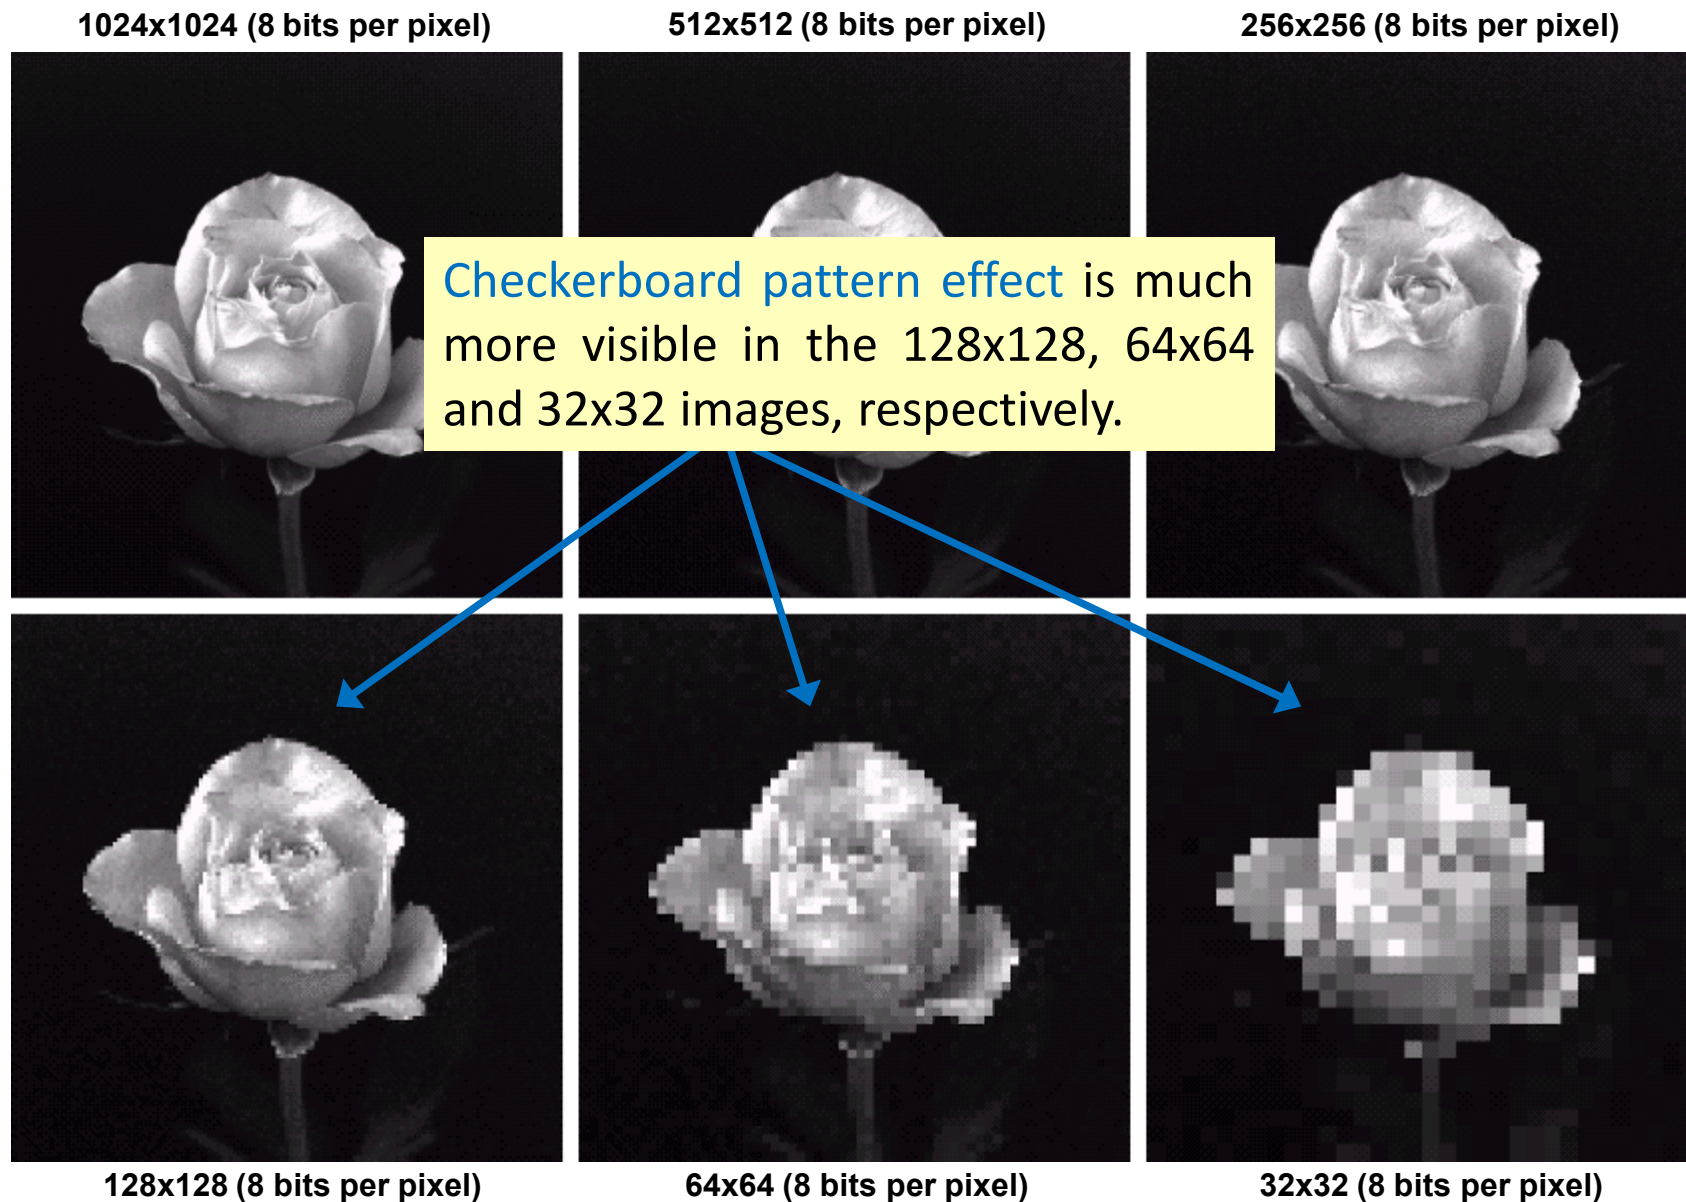 1024x1024 (8 bits per pixel)
512x512 (8 bits per pixel)
256x256 (8 bits per pixel)
Checkerboard pattern effect is much
more visible in the 128x128, 64x64
and 32x32 images, respectively.
128x128 (8 bits per pixel)
64x64 (8 bits per pixel)
32x32 (8 bits per pixel)